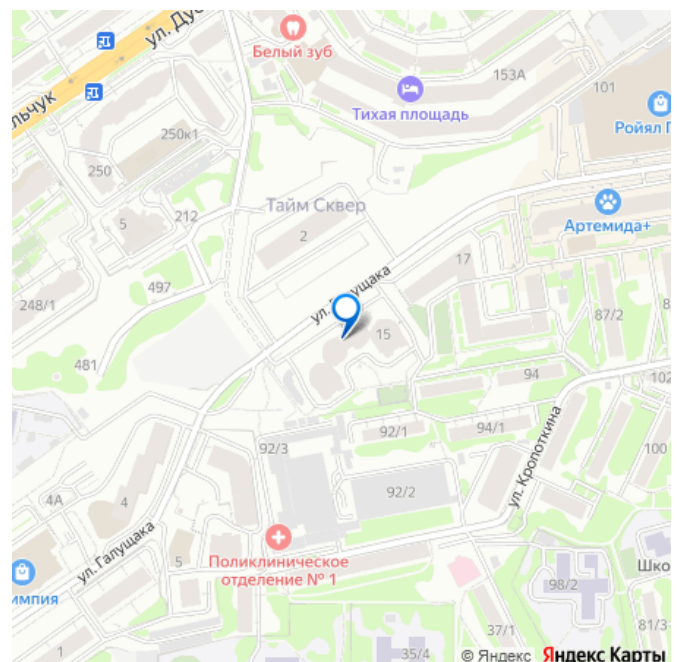 ул. Ду
Белый зуб
153А
101
льчук
Тихая площадь
Ройял П
250к1
250
Тайм Сквер
212
5
2
Артемида+
17
497
ул. Галущака
248/1
15
87/2
481
94
102
92/1
94/1
92/3
ул. Кропоткина
100
92/2
4А
4
ул. Галущака
5
Поликлиническое
отделение № 1
импия
98/2
Шко
37/1
81/3
1
35/4
© Яндекс Яндекс Карты